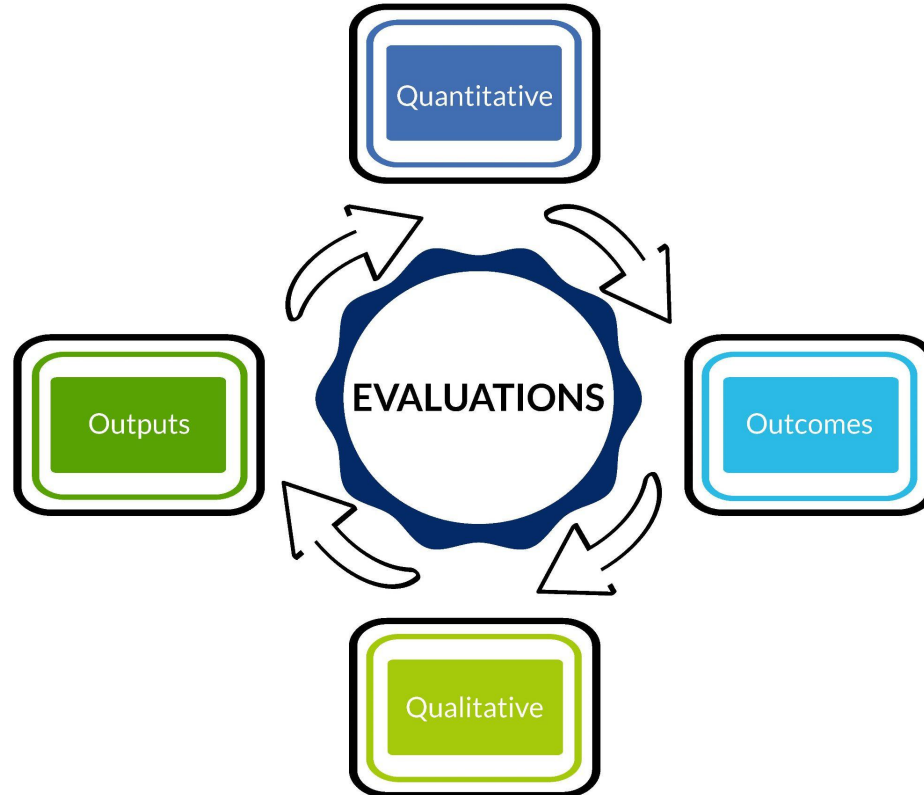 Quantitative
Outputs
EVALUATIONS
Outcomes
Qualitative